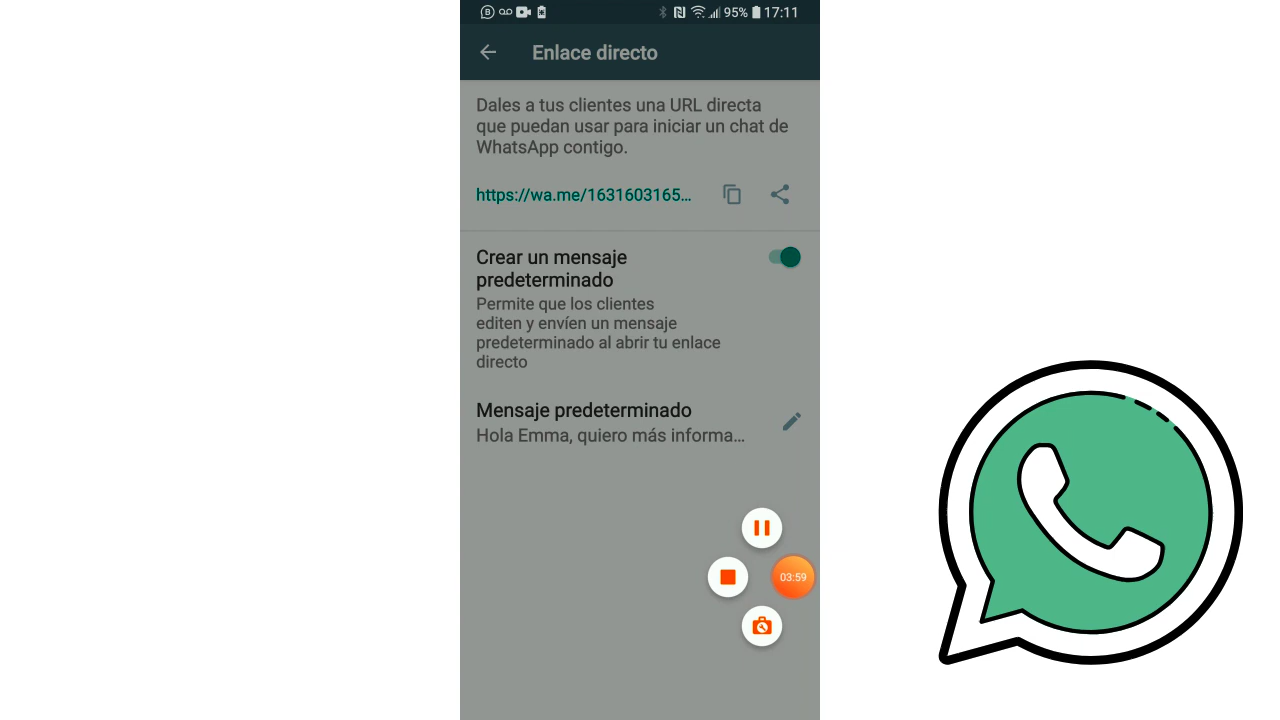 95% 17:11
Enlace directo
Dales a tus clientes una URL directa
que puedan usar para iniciar un chat de
WhatsApp contigo.
https://wa.me/1631603165...
Crear un mensaje
predeterminado
Permite que los clientes
editen y envíen un mensaje
predeterminado al abrir tu enlace
directo
Mensaje predeterminado
Hola Emma, quiero más informa...
03:59